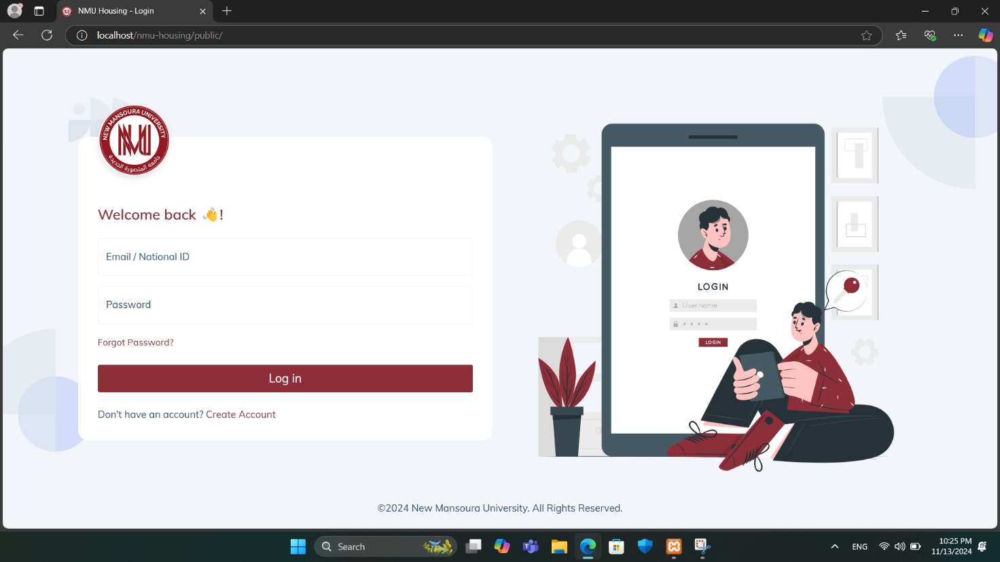 NMU Housing - Login
localhost/nmu-housing/public/
NEW MANSOURA UNIVERSITY
NMU
جامعة المنصورة الجديدة
Welcome back 👋!
Email / National ID
Password
Forgot Password?
Log in
Don't have an account? Create Account
LOGIN
Username
* * * *
LOGIN
©2024 New Mansoura University. All Rights Reserved.
Search
ENG
10:25 PM
11/13/2024